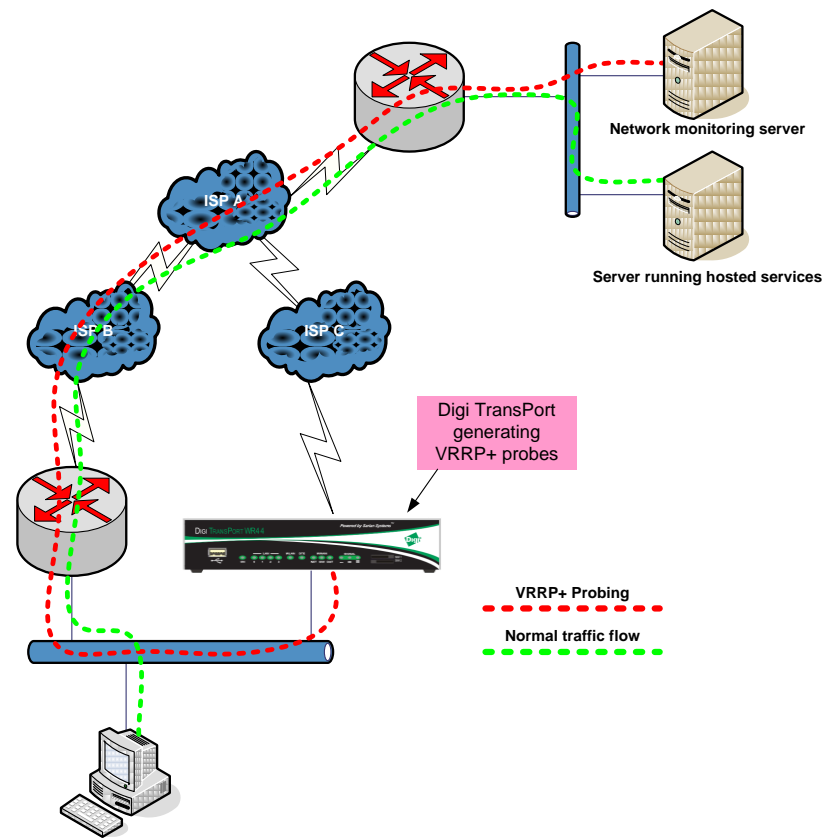 Network monitoring server
Server running hosted services
ISP A
ISP B
ISP C
Digi TransPort
generating
VRRP+ probes
DIGI TRANSPORT WR44
Powered by Sarian Systems
Digi
VRRP+ Probing
Normal traffic flow